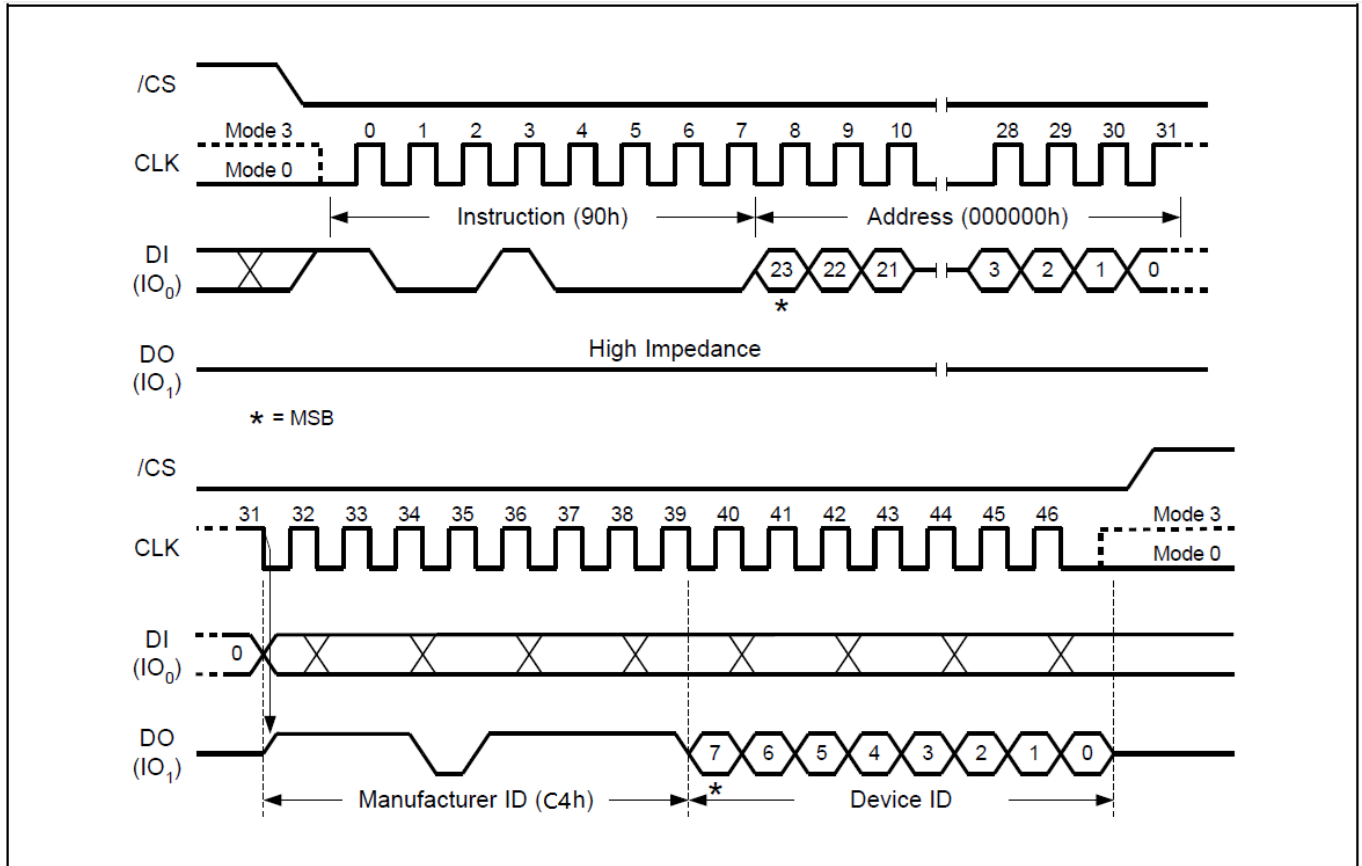 /CS
Mode 3 0 1 2 3 4 5 6 7 8 9 10 28 29 30 31
CLK
Mode 0
Instruction (90h) Address (000000h)
DI
(IO0)
23 22 21 3 2 1 0
*
High Impedance
DO
(IO1)
* = MSB
/CS
31 32 33 34 35 36 37 38 39 40 41 42 43 44 45 46 Mode 3
CLK
Mode 0
DI
(IO0)
0
DO
(IO1)
7 6 5 4 3 2 1 0
*
Manufacturer ID (C4h) Device ID